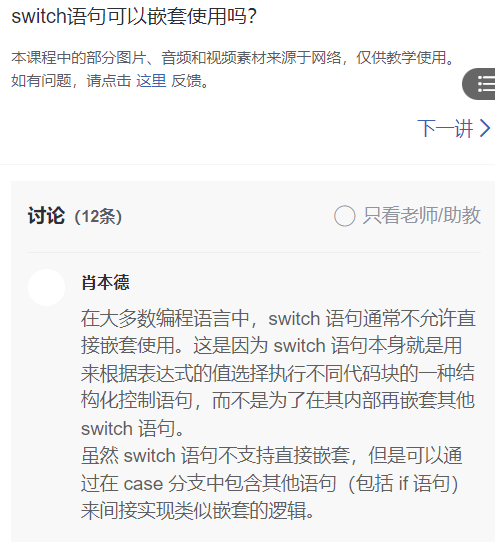 switch语句可以嵌套使用吗?
本课程中的部分图片、音频和视频素材来源于网络，仅供教学使用。
如有问题，请点击 这里 反馈。
下一讲
讨论（12条）
只看老师/助教
肖本德
在大多数编程语言中，switch 语句通常不允许直
接嵌套使用。这是因为 switch 语句本身就是用
来根据表达式的值选择执行不同代码块的一种结
构化控制语句，而不是为了在其内部再嵌套其他
switch 语句。
虽然 switch 语句不支持直接嵌套，但是可以通
过在 case 分支中包含其他语句（包括 if 语句）
来间接实现类似嵌套的逻辑。